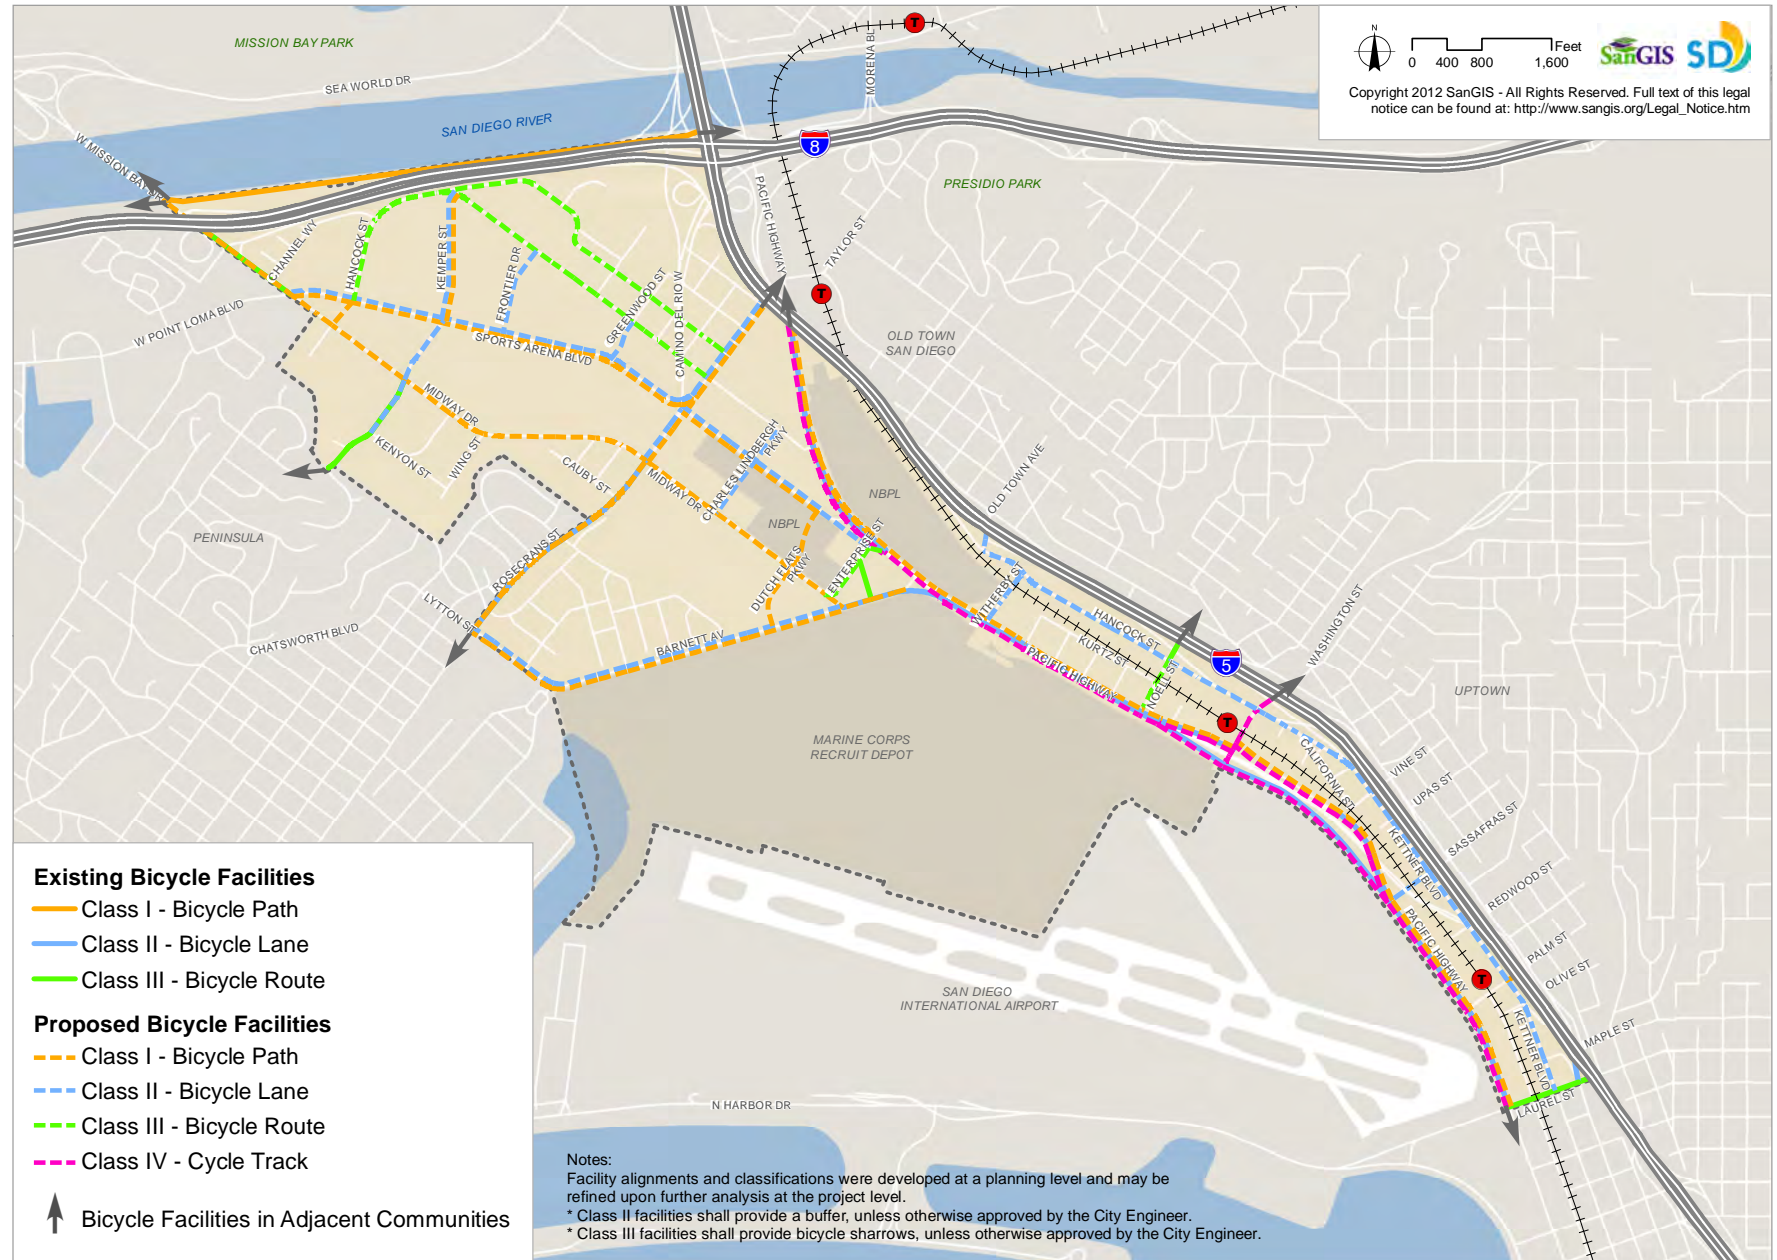 MISSION BAY PARK
SEA WORLD DR
SAN DIEGO RIVER
W MISSION BAY DR
MORENA BL
T
8
N
Feet
0 400 800 1,600
SanGIS SD
Copyright 2012 SanGIS - All Rights Reserved. Full text of this legal
notice can be found at: http://www.sangis.org/Legal_Notice.htm
PRESIDIO PARK
PACIFIC HIGHWAY
TAYLOR ST
T
CHANNEL WY
HANCOCK ST
KEMPER ST
FRONTIER DR
GREENWOOD ST
CAMINO DEL RIO W
W POINT LOMA BLVD
SPORTS ARENA BLVD
OLD TOWN
SAN DIEGO
MIDWAY DR
KENYON ST
WING ST
CAUBY ST
MIDWAY DR
CHARLES LINDBERGH
PKWY
NBPL
NBPL
OLD TOWN AVE
PENINSULA
ROSECRANS ST
LYTTON ST
CHATSWORTH BLVD
DUTCH FLATS
PKWY
ENTERPRISE ST
BARNETT AV
WITHERBY ST
HANCOCK ST
KURTZ ST
PACIFIC HIGHWAY
NOELL ST
WASHINGTON ST
5
T
UPTOWN
MARINE CORPS
RECRUIT DEPOT
CALIFORNIA ST
VINE ST
UPAS ST
SASSAFRAS ST
KETTNER BLVD
REDWOOD ST
PACIFIC HIGHWAY
PALM ST
OLIVE ST
T
SAN DIEGO
INTERNATIONAL AIRPORT
KETTNER BLVD
MAPLE ST
LAUREL ST
N HARBOR DR
Existing Bicycle Facilities
Class I - Bicycle Path
Class II - Bicycle Lane
Class III - Bicycle Route
Proposed Bicycle Facilities
Class I - Bicycle Path
Class II - Bicycle Lane
Class III - Bicycle Route
Class IV - Cycle Track
Bicycle Facilities in Adjacent Communities
Notes:
Facility alignments and classifications were developed at a planning level and may be
refined upon further analysis at the project level.
* Class II facilities shall provide a buffer, unless otherwise approved by the City Engineer.
* Class III facilities shall provide bicycle sharrows, unless otherwise approved by the City Engineer.